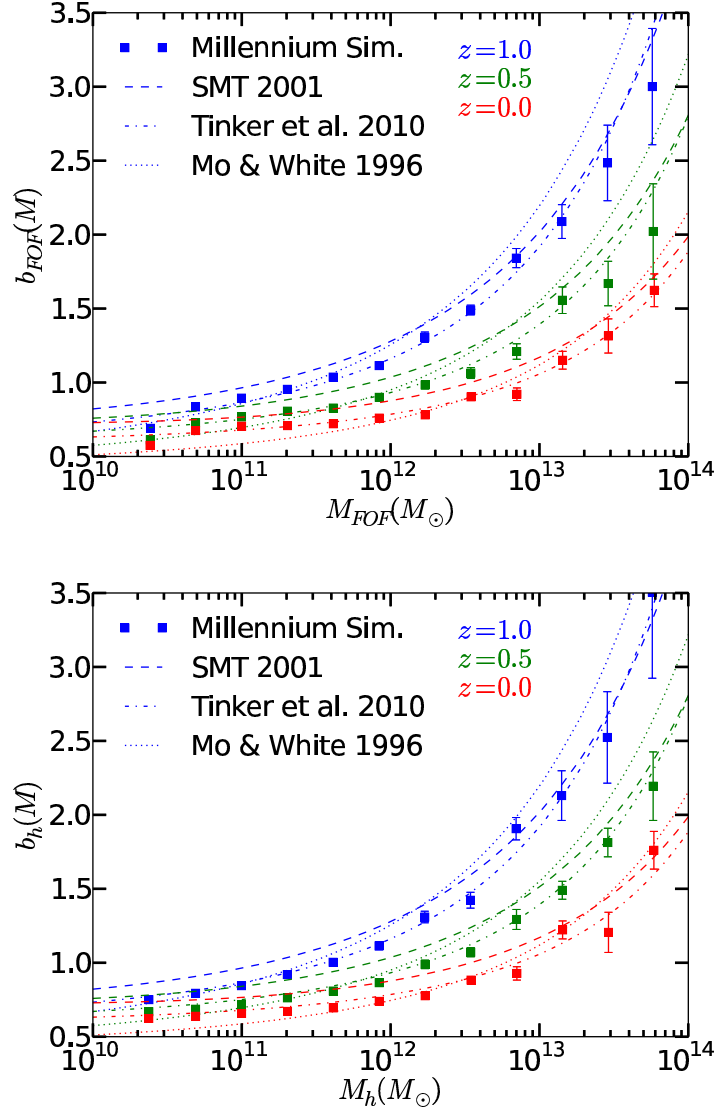 3.5
3.0
2.5
2.0
1.5
1.0
0.5
b_FOF(M)
Millennium Sim.
SMT 2001
Tinker et al. 2010
Mo & White 1996
z=1.0
z=0.5
z=0.0
10^10 10^11 10^12 10^13 10^14
M_FOF(M_⊙)
3.5
3.0
2.5
2.0
1.5
1.0
0.5
b_h(M)
Millennium Sim.
SMT 2001
Tinker et al. 2010
Mo & White 1996
z=1.0
z=0.5
z=0.0
10^10 10^11 10^12 10^13 10^14
M_h(M_⊙)